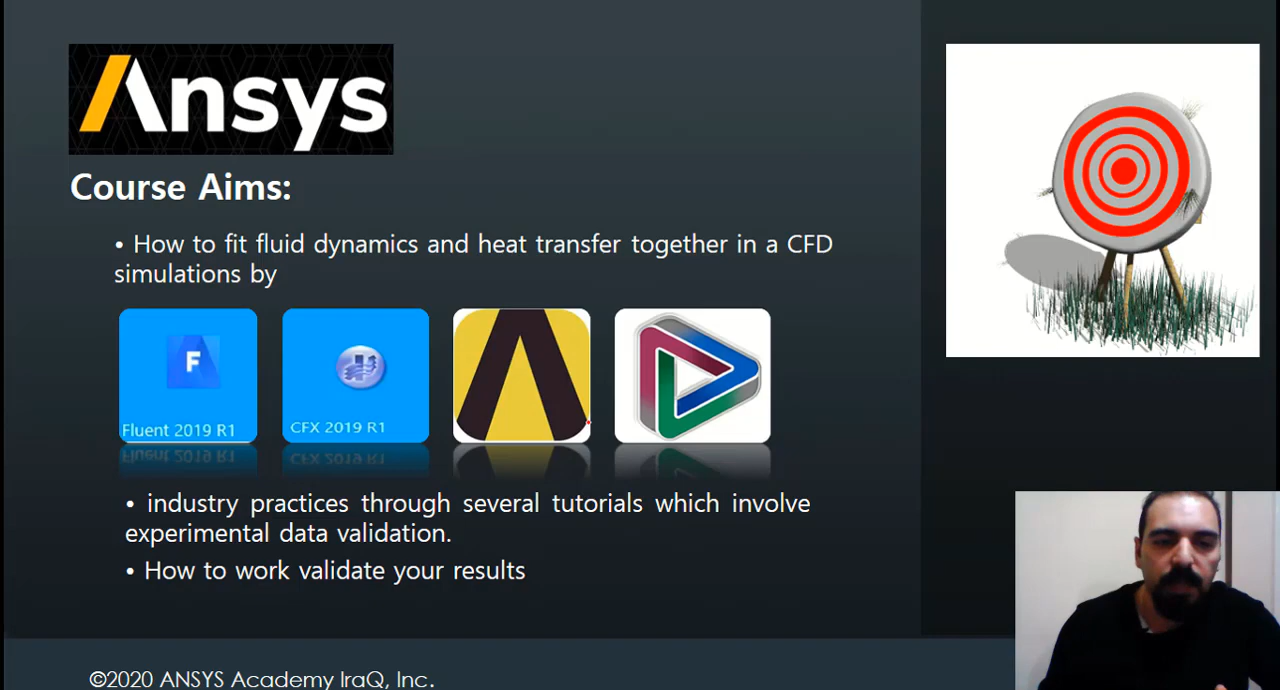 Ansys
Course Aims:
• How to fit fluid dynamics and heat transfer together in a CFD
simulations by
F
Fluent 2019 R1
CFX 2019 R1
• industry practices through several tutorials which involve
experimental data validation.
• How to work validate your results
©2020 ANSYS Academy IraQ, Inc.